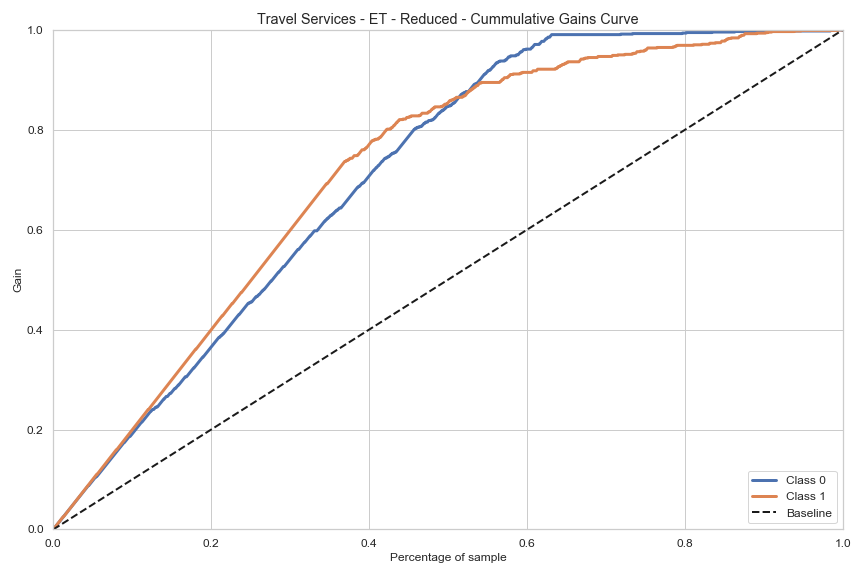 Travel Services - ET - Reduced - Cummulative Gains Curve
1.0
0.8
0.6
0.4
0.2
0.0
Gain
0.0 0.2 0.4 0.6 0.8 1.0
Percentage of sample
Class 0
Class 1
Baseline